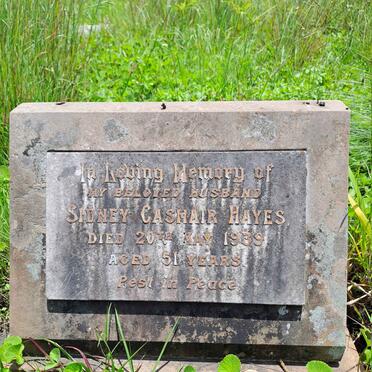 In Loving Memory of
MY BELOVED HUSBAND
SIDNEY CASHAIR HAYES
DIED 20TH MAY 1939
AGED 51 YEARS
Rest in Peace